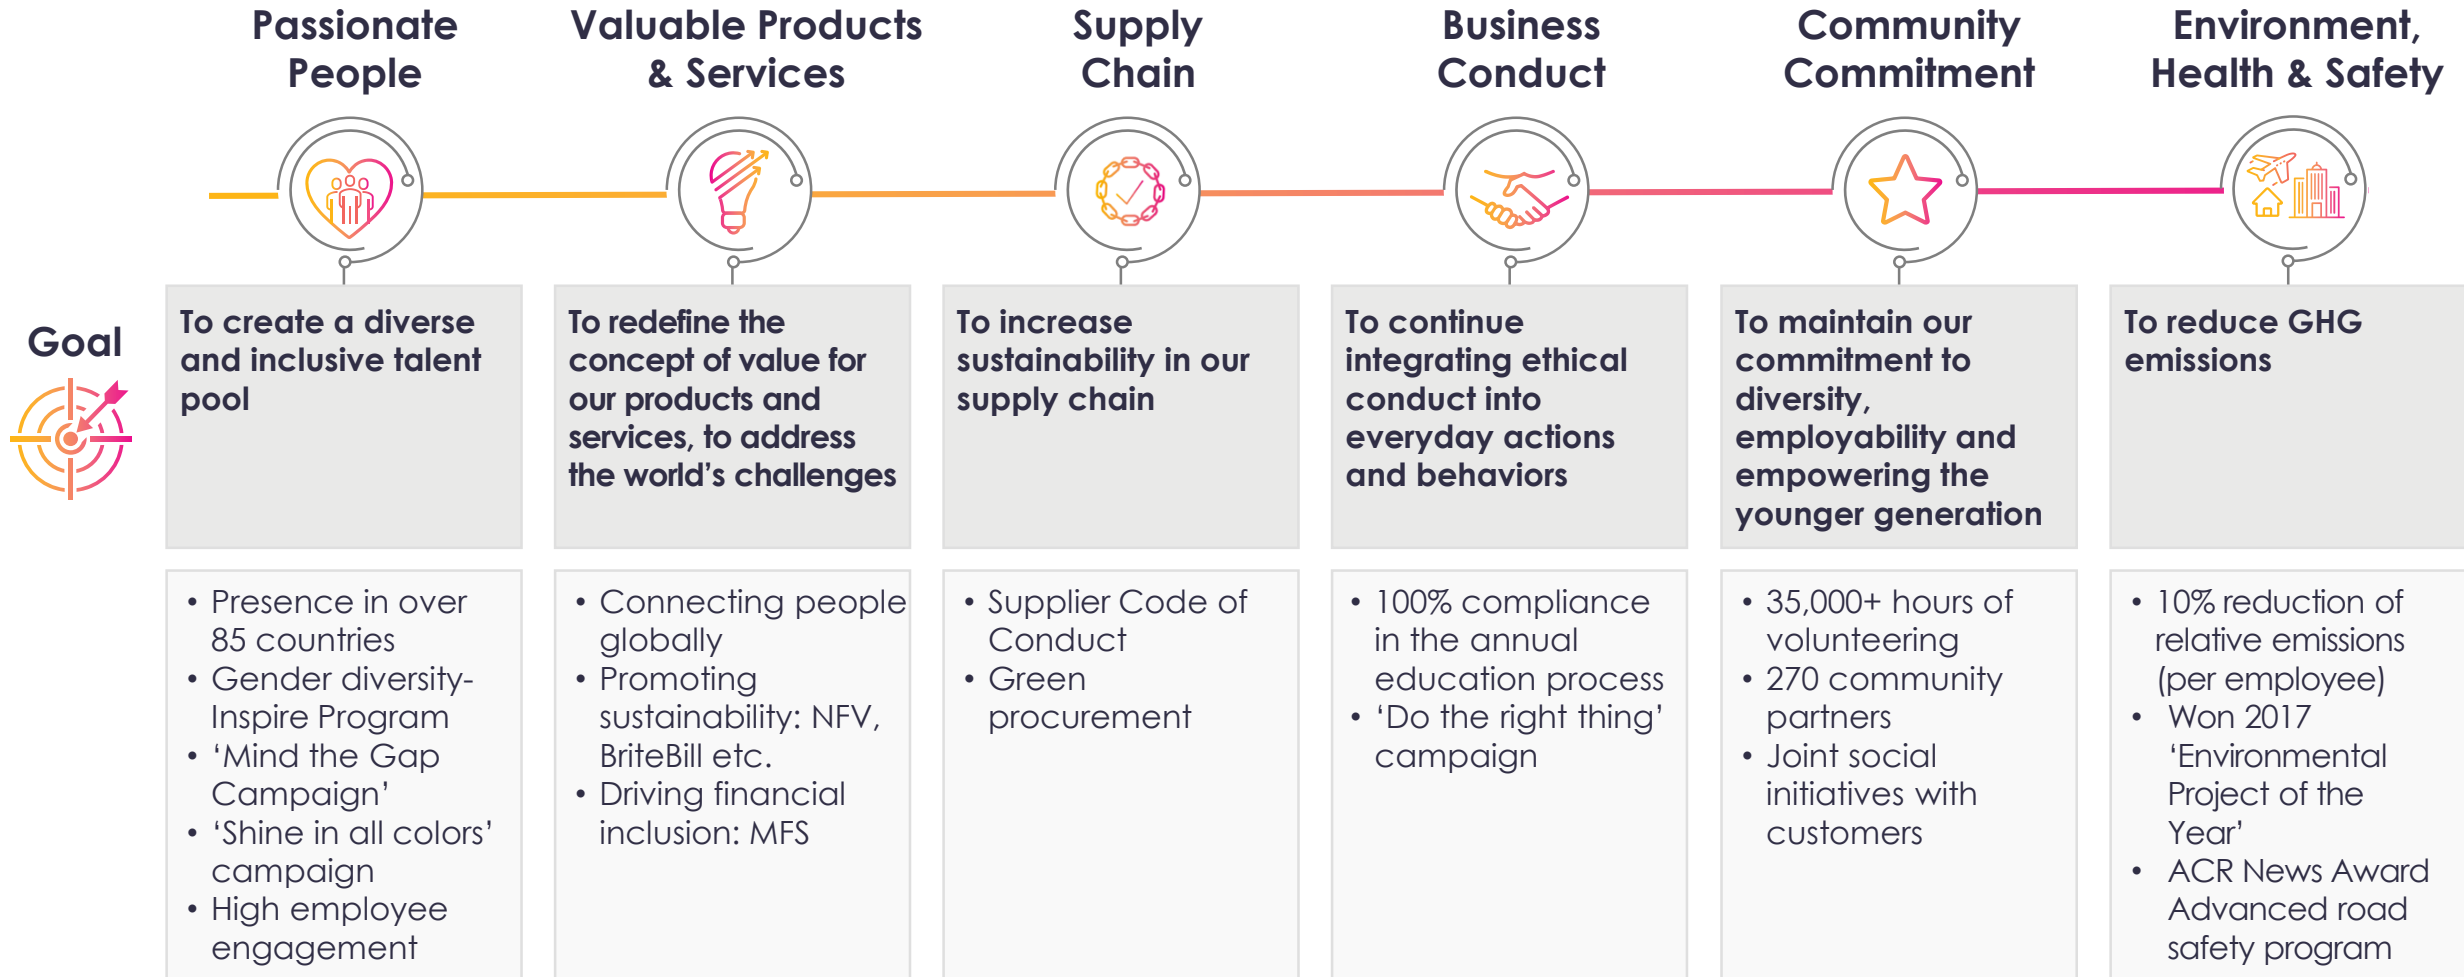 Passionate
People
Valuable Products
& Services
Supply
Chain
Business
Conduct
Community
Commitment
Environment,
Health & Safety
Goal
To create a diverse
and inclusive talent
pool
To redefine the
concept of value for
our products and
services, to address
the world's challenges
To increase
sustainability in our
supply chain
To continue
integrating ethical
conduct into
everyday actions
and behaviors
To maintain our
commitment to
diversity,
employability and
empowering the
younger generation
To reduce GHG
emissions
• Presence in over
85 countries
• Gender diversity-
Inspire Program
• ‘Mind the Gap
Campaign’
• ‘Shine in all colors’
campaign
• High employee
engagement
• Connecting people
globally
• Promoting
sustainability: NFV,
BriteBill etc.
• Driving financial
inclusion: MFS
• Supplier Code of
Conduct
• Green
procurement
• 100% compliance
in the annual
education process
• ‘Do the right thing’
campaign
• 35,000+ hours of
volunteering
• 270 community
partners
• Joint social
initiatives with
customers
• 10% reduction of
relative emissions
(per employee)
• Won 2017
‘Environmental
Project of the
Year’
• ACR News Award
Advanced road
safety program